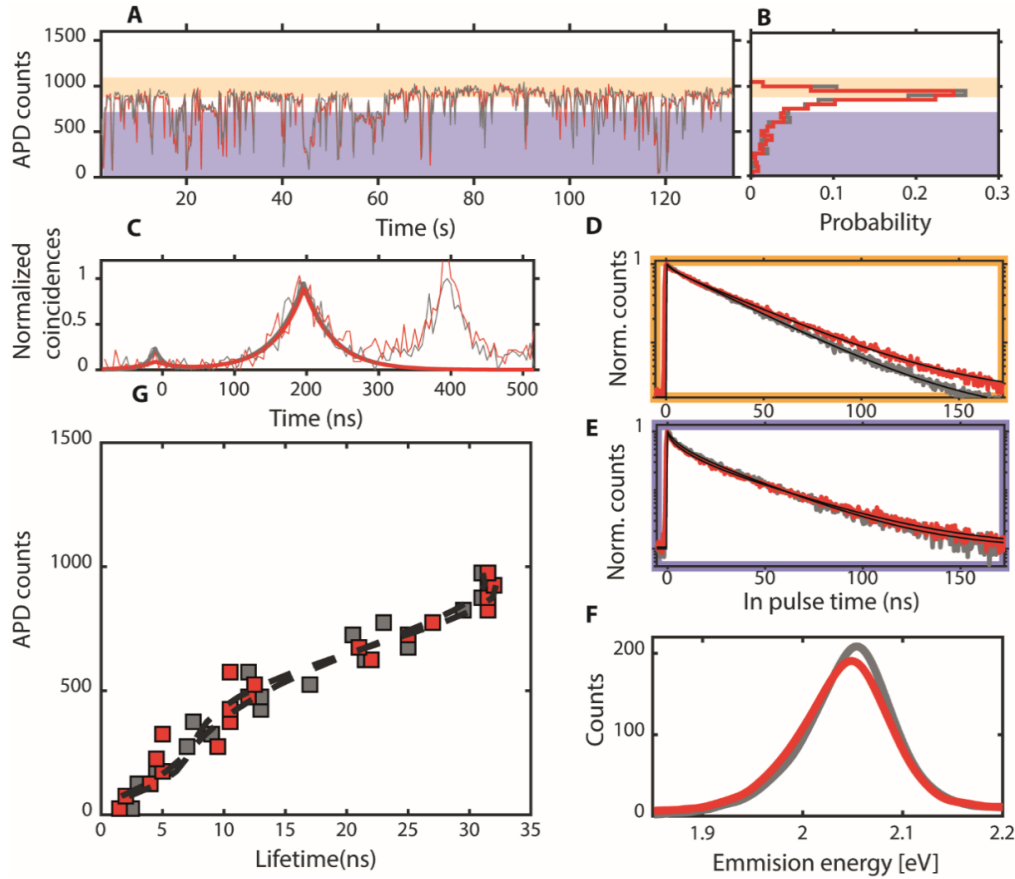 A
B
1500
1000
500
0
APD counts
20
40
60
80
100
120
Time (s)
0
0.1
0.2
0.3
Probability
C
D
Normalized
coincidences
1
0.5
0
0
100
200
300
400
500
Time (ns)
1
Norm. counts
0
50
100
150
G
E
1
Norm. counts
0
50
100
150
In pulse time (ns)
1500
1000
500
0
APD counts
0
5
10
15
20
25
30
35
Lifetime(ns)
F
200
100
0
Counts
1.9
2
2.1
2.2
Emmision energy [eV]